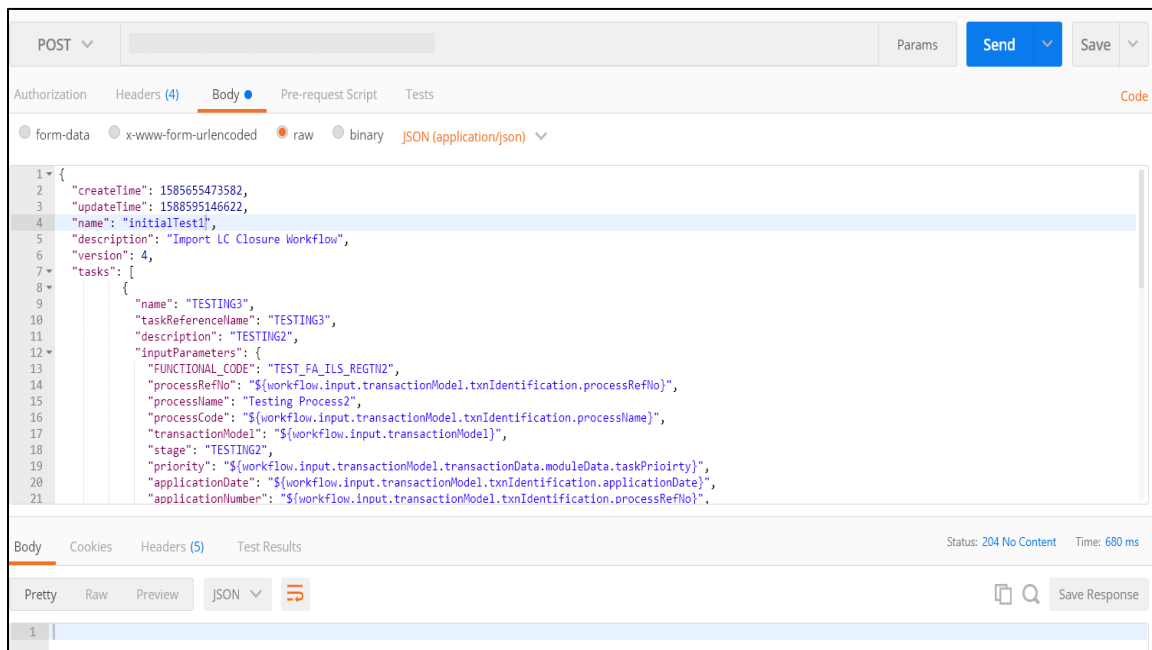 POST Params Send Save
Authorization Headers (4) Body Pre-request Script Tests Code
form-data x-www-form-urlencoded raw binary JSON (application/json)
1 {
2 "createTime": 1585655473582,
3 "updateTime": 1588595146622,
4 "name": "initialTest1",
5 "description": "Import LC Closure Workflow",
6 "version": 4,
7 "tasks": [
8 {
9 "name": "TESTING3",
10 "taskReferenceName": "TESTING3",
11 "description": "TESTING2",
12 "inputParameters": {
13 "FUNCTIONAL_CODE": "TEST_FA_ILS_REGTN2",
14 "processRefNo": "${workflow.input.transactionModel.txnIdentification.processRefNo}",
15 "processName": "Testing Process2",
16 "processCode": "${workflow.input.transactionModel.txnIdentification.processName}",
17 "transactionModel": "${workflow.input.transactionModel}",
18 "stage": "TESTING2",
19 "priority": "${workflow.input.transactionModel.transactionData.moduleData.taskPrioirty}",
20 "applicationDate": "${workflow.input.transactionModel.txnIdentification.applicationDate}",
21 "applicationNumber": "${workflow.input.transactionModel.txnIdentification.processRefNo}",
Body Cookies Headers (5) Test Results Status: 204 No Content Time: 680 ms
Pretty Raw Preview JSON Save Response
1